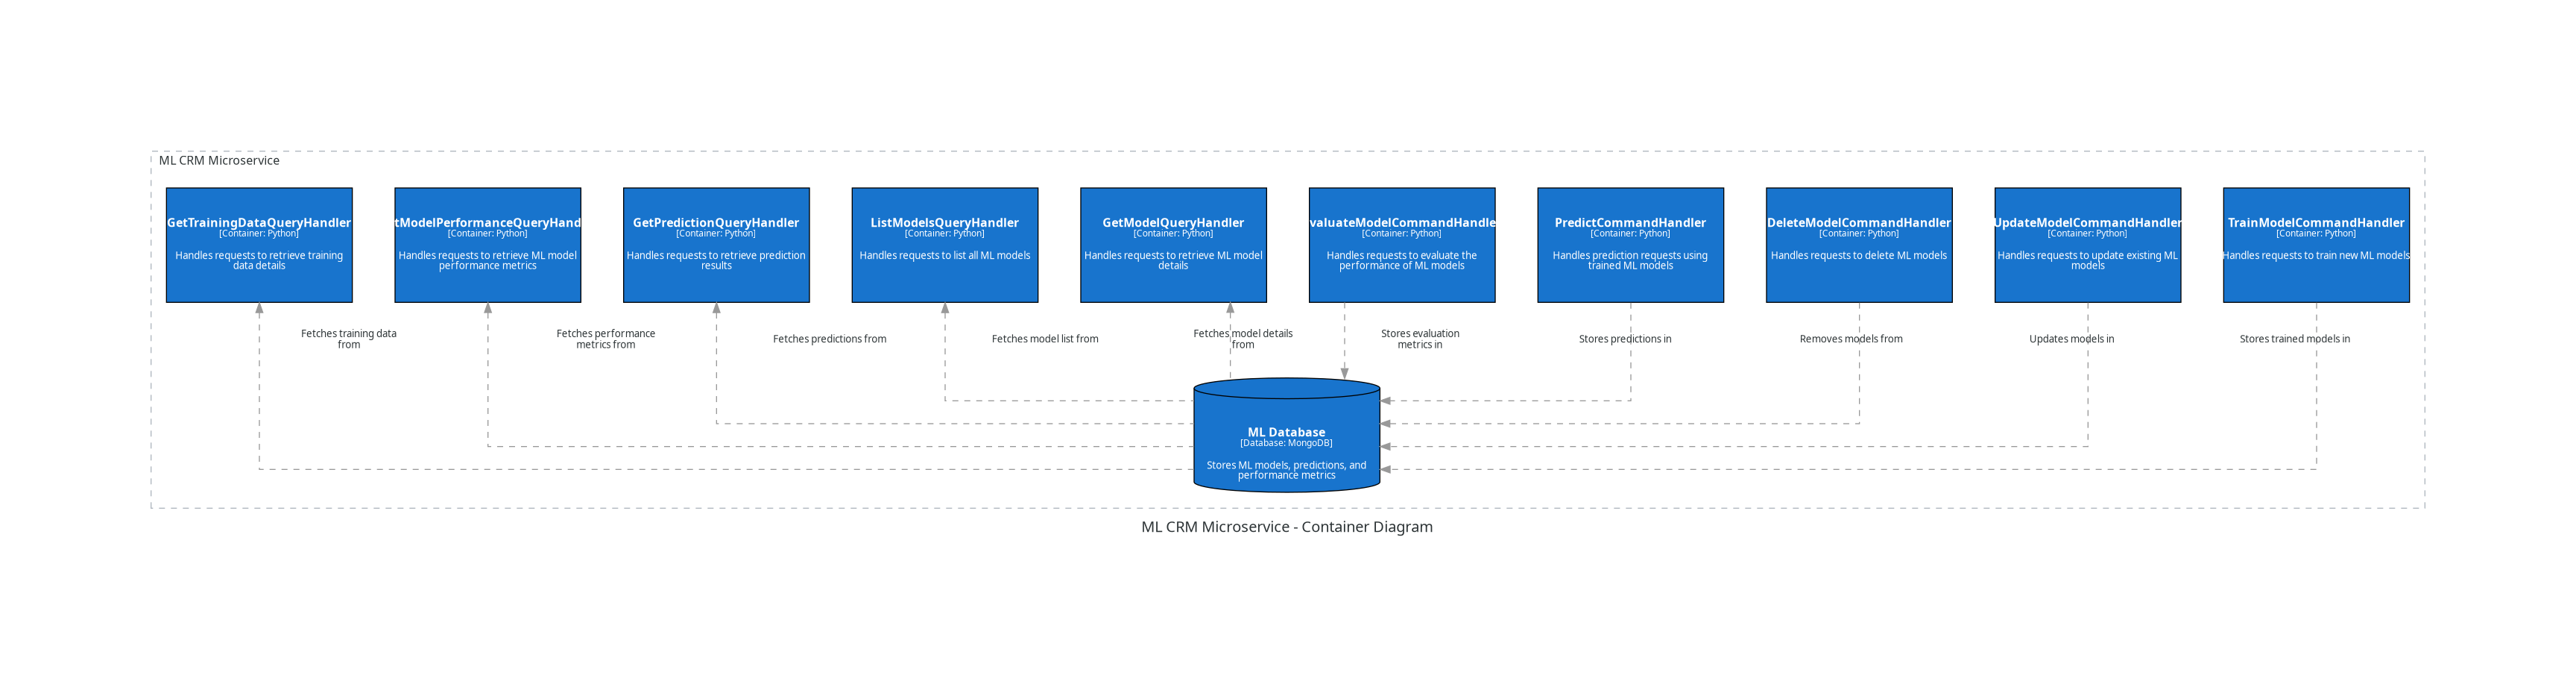 ML CRM Microservice
GetTrainingDataQueryHandler
[Container: Python]
Handles requests to retrieve training
data details
tModelPerformanceQueryHand
[Container: Python]
Handles requests to retrieve ML model
performance metrics
GetPredictionQueryHandler
[Container: Python]
Handles requests to retrieve prediction
results
ListModelsQueryHandler
[Container: Python]
Handles requests to list all ML models
GetModelQueryHandler
[Container: Python]
Handles requests to retrieve ML model
details
valuateModelCommandHandle
[Container: Python]
Handles requests to evaluate the
performance of ML models
PredictCommandHandler
[Container: Python]
Handles prediction requests using
trained ML models
DeleteModelCommandHandler
[Container: Python]
Handles requests to delete ML models
UpdateModelCommandHandler
[Container: Python]
Handles requests to update existing ML
models
TrainModelCommandHandler
[Container: Python]
Handles requests to train new ML models
Fetches training data
from
Fetches performance
metrics from
Fetches predictions from
Fetches model list from
Fetches model details
from
Stores evaluation
metrics in
Stores predictions in
Removes models from
Updates models in
Stores trained models in
ML Database
[Database: MongoDB]
Stores ML models, predictions, and
performance metrics
ML CRM Microservice - Container Diagram